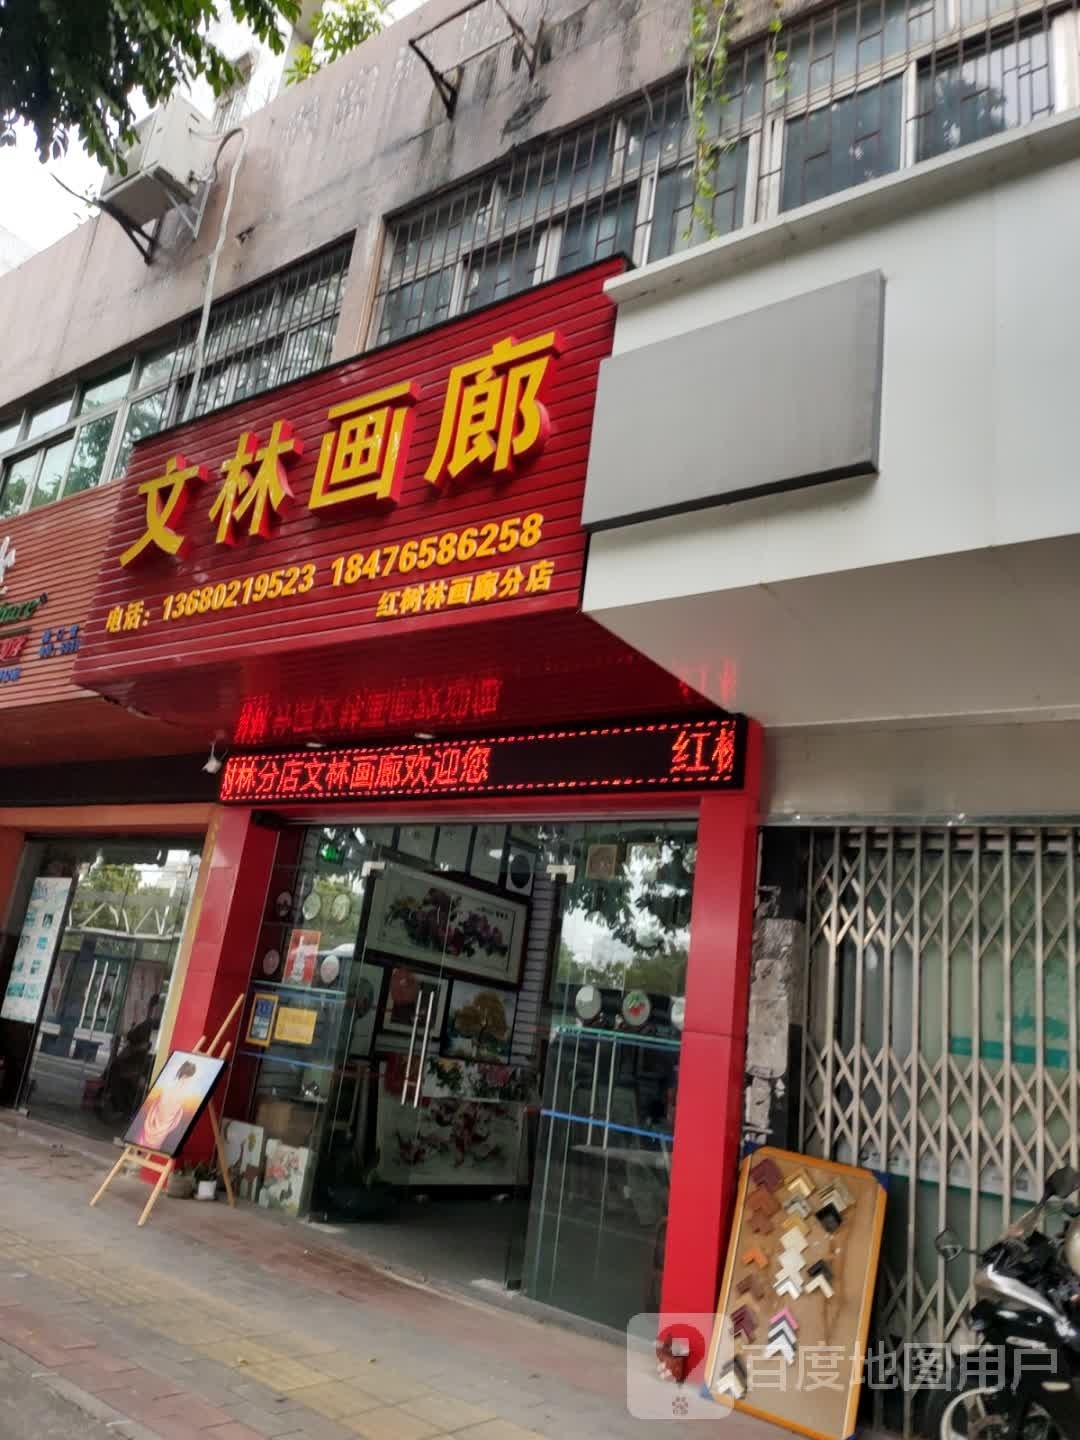 文林画廊
电话：13680219523 18476586258
红树林画廊分店
树林分店文林画廊欢迎您 红树
百度地图用户